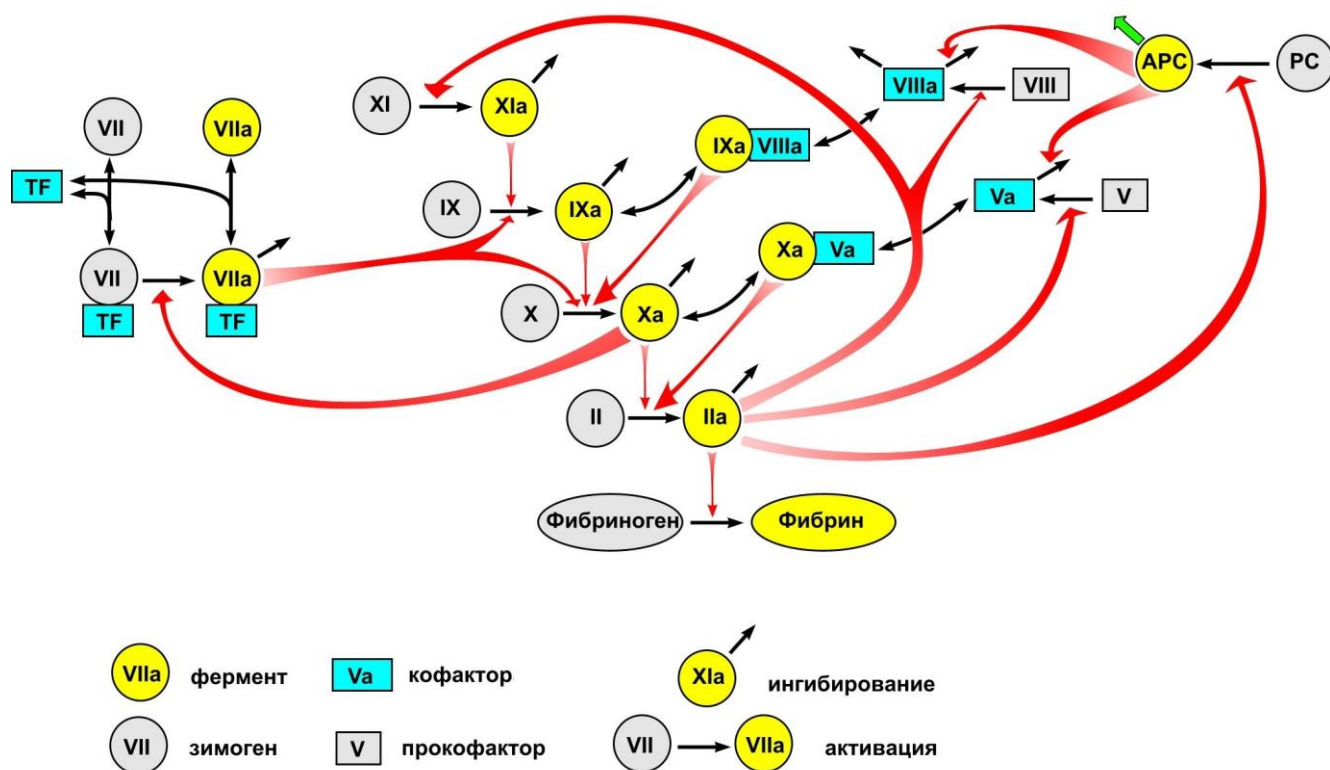 VIIIa
VIII
APC
PC
XI
XIa
VII
VIIa
IXa
VIIIa
TF
IX
IXa
Va
V
Xa
Va
VII
VIIa
TF
TF
X
Xa
II
IIa
Фибриноген
Фибрин
VIIa
фермент
Va
кофактор
XIa
ингибирование
VII
зимоген
V
прокофактор
VII
VIIa
активация